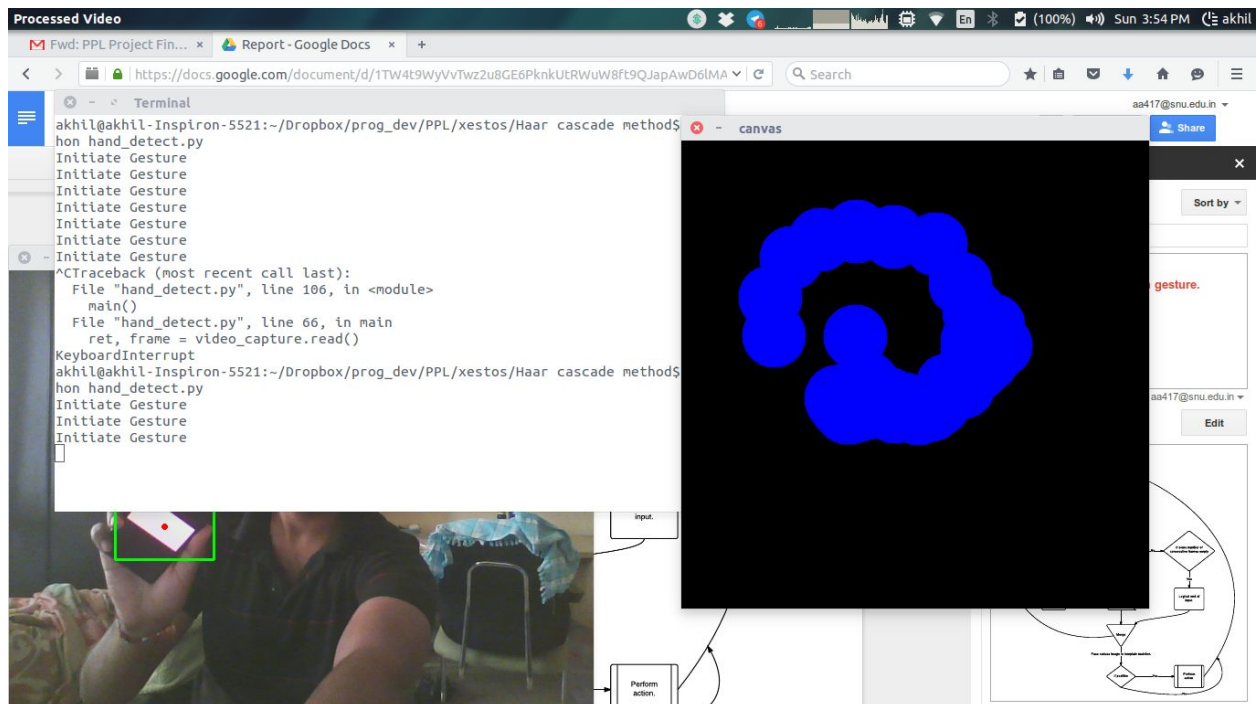 Processed Video
En
(100%)
Sun 3:54 PM
akhil
Fwd: PPL Project Fin...
Report - Google Docs
https://docs.google.com/document/d/1TW4t9WyVvTwz2u8GE6PknkUtRWuW8ft9QJapAwD6lMA
Search
aa417@snu.edu.in
Terminal
Share
akhil@akhil-Inspiron-5521:~/Dropbox/prog_dev/PPL/xestos/Haar cascade method$
hon hand_detect.py
Initiate Gesture
Initiate Gesture
Initiate Gesture
Initiate Gesture
Initiate Gesture
Initiate Gesture
Initiate Gesture
^CTraceback (most recent call last):
File "hand_detect.py", line 106, in <module>
main()
File "hand_detect.py", line 66, in main
ret, frame = video_capture.read()
KeyboardInterrupt
akhil@akhil-Inspiron-5521:~/Dropbox/prog_dev/PPL/xestos/Haar cascade method$
hon hand_detect.py
Initiate Gesture
Initiate Gesture
Initiate Gesture
canvas
Sort by
gesture.
aa417@snu.edu.in
Edit
input.
Perform
action.